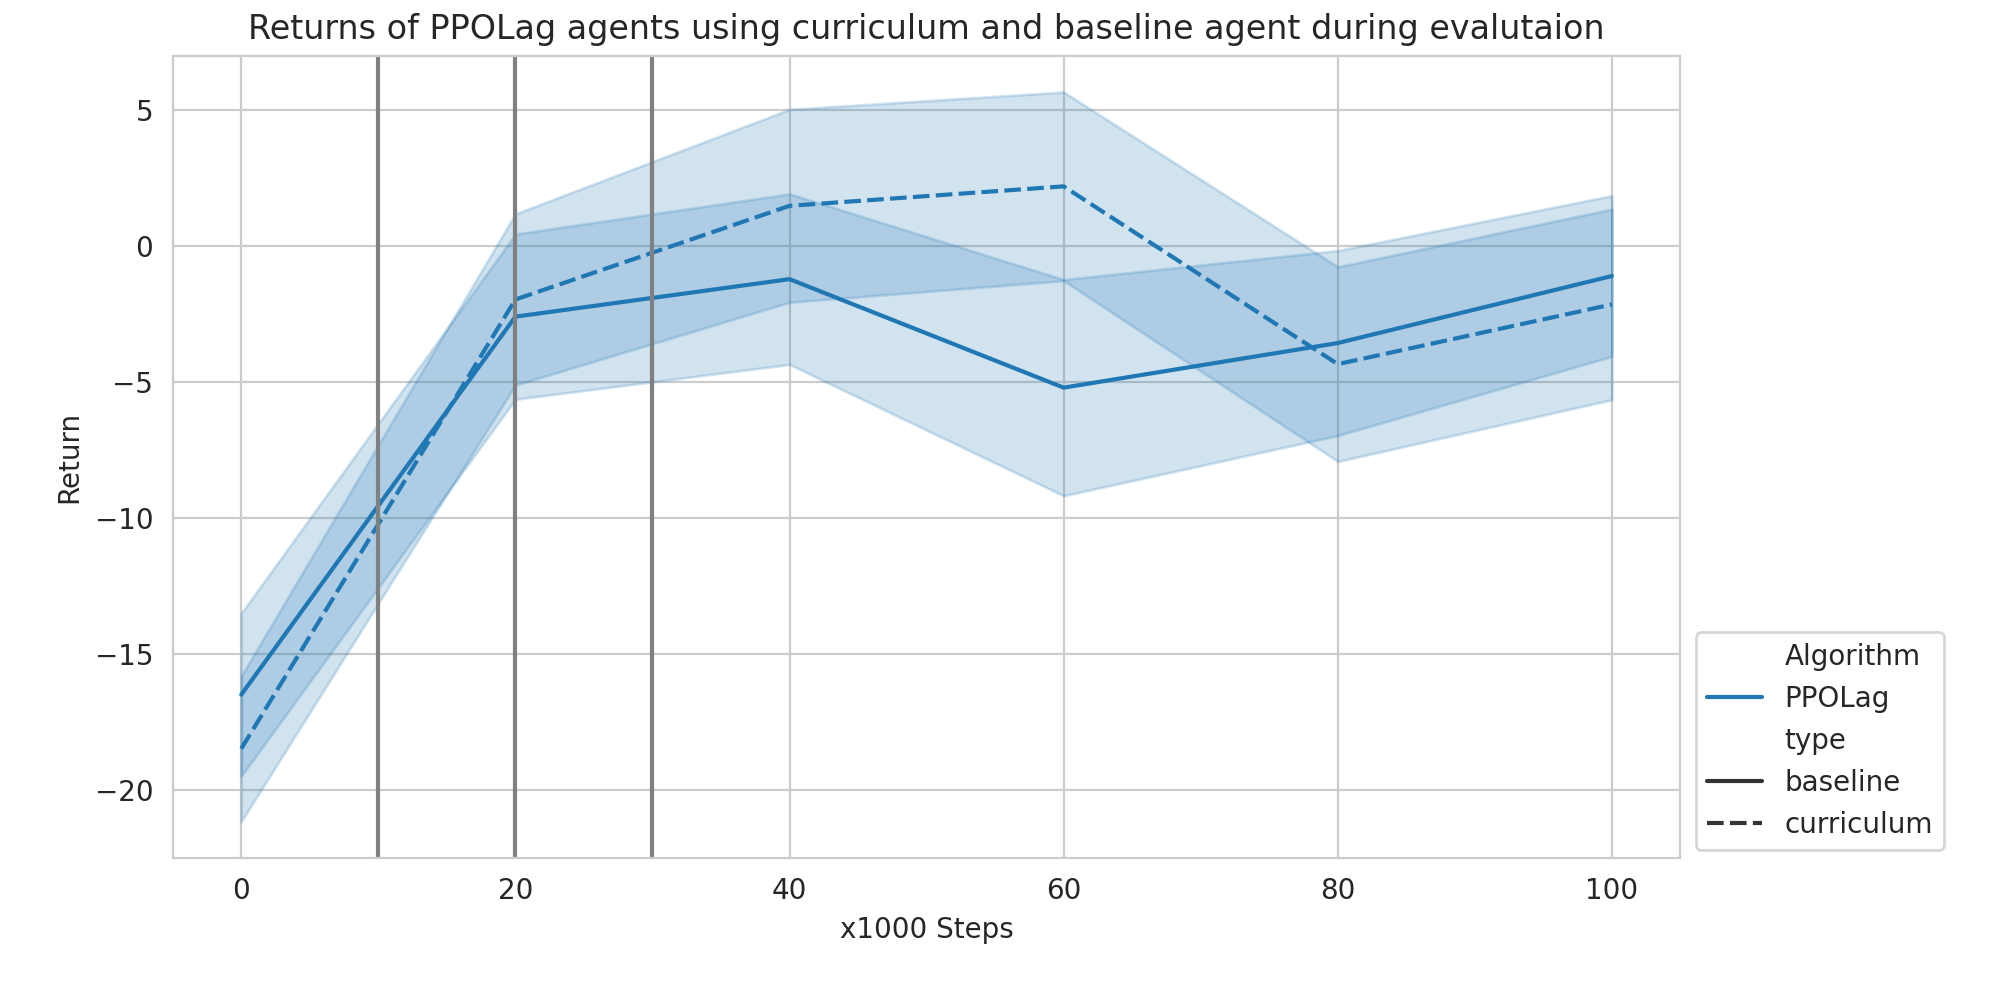 Returns of PPOLag agents using curriculum and baseline agent during evalutaion
5
0
−5
−10
−15
−20
Return
0 20 40 60 80 100
x1000 Steps
Algorithm
PPOLag
type
baseline
curriculum